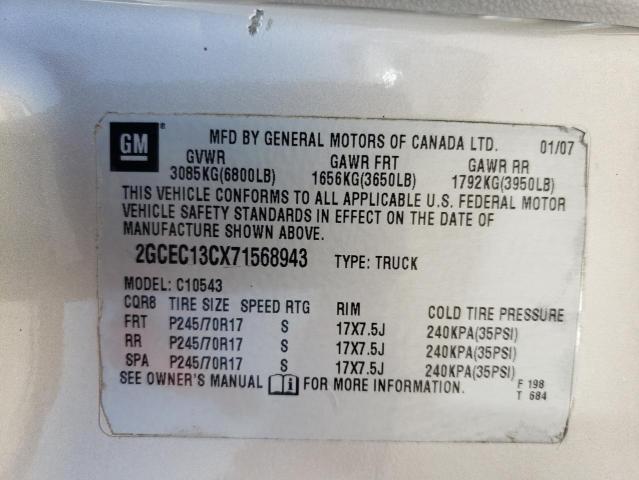 GM ®
MFD BY GENERAL MOTORS OF CANADA LTD. 01/07
GVWR GAWR FRT GAWR RR
3085KG(6800LB) 1656KG(3650LB) 1792KG(3950LB)
THIS VEHICLE CONFORMS TO ALL APPLICABLE U.S. FEDERAL MOTOR
VEHICLE SAFETY STANDARDS IN EFFECT ON THE DATE OF
MANUFACTURE SHOWN ABOVE.
2GCEC13CX71568943 TYPE: TRUCK
MODEL: C10543
CQR8 TIRE SIZE SPEED RTG RIM COLD TIRE PRESSURE
FRT P245/70R17 S 17X7.5J 240KPA(35PSI)
RR P245/70R17 S 17X7.5J 240KPA(35PSI)
SPA P245/70R17 S 17X7.5J 240KPA(35PSI)
SEE OWNER'S MANUAL i FOR MORE INFORMATION. F 198
T 684